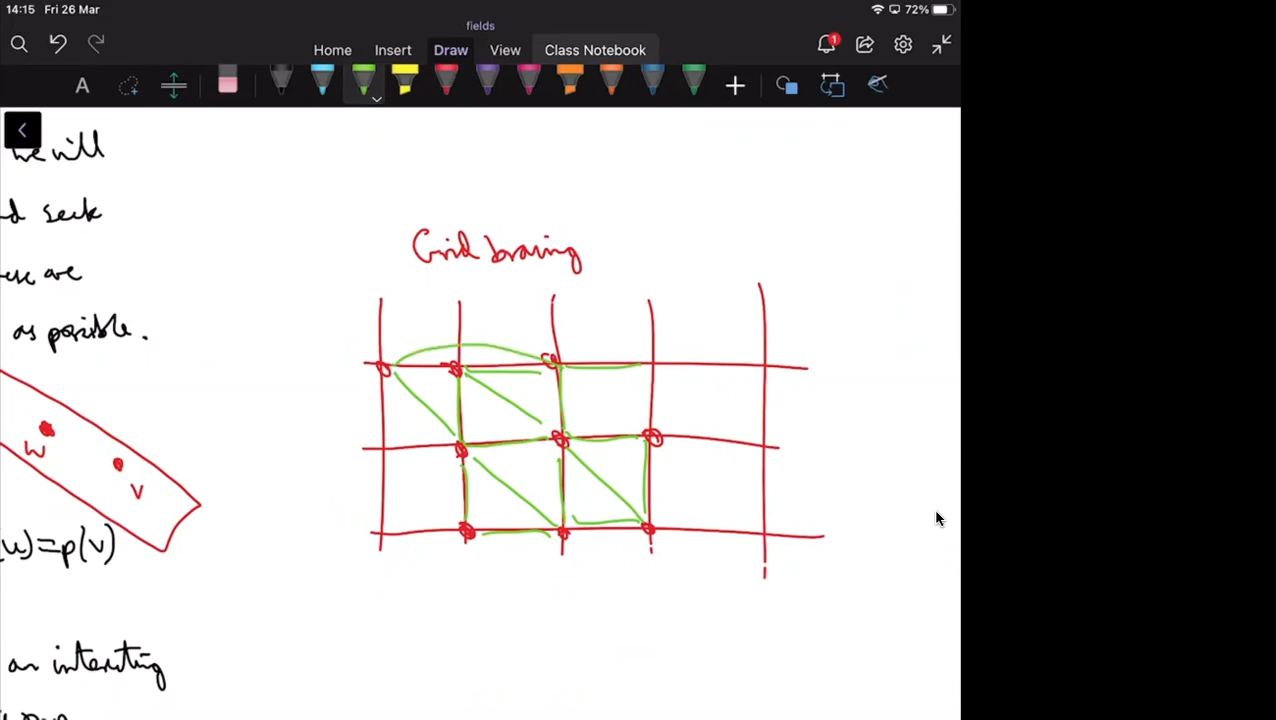 14:15 Fri 26 Mar
72%
fields
Home Insert Draw View Class Notebook
1
A
we will
d seek
ese are
as possible.
Grid bracing
w
v
(u)=p(v)
an interesting